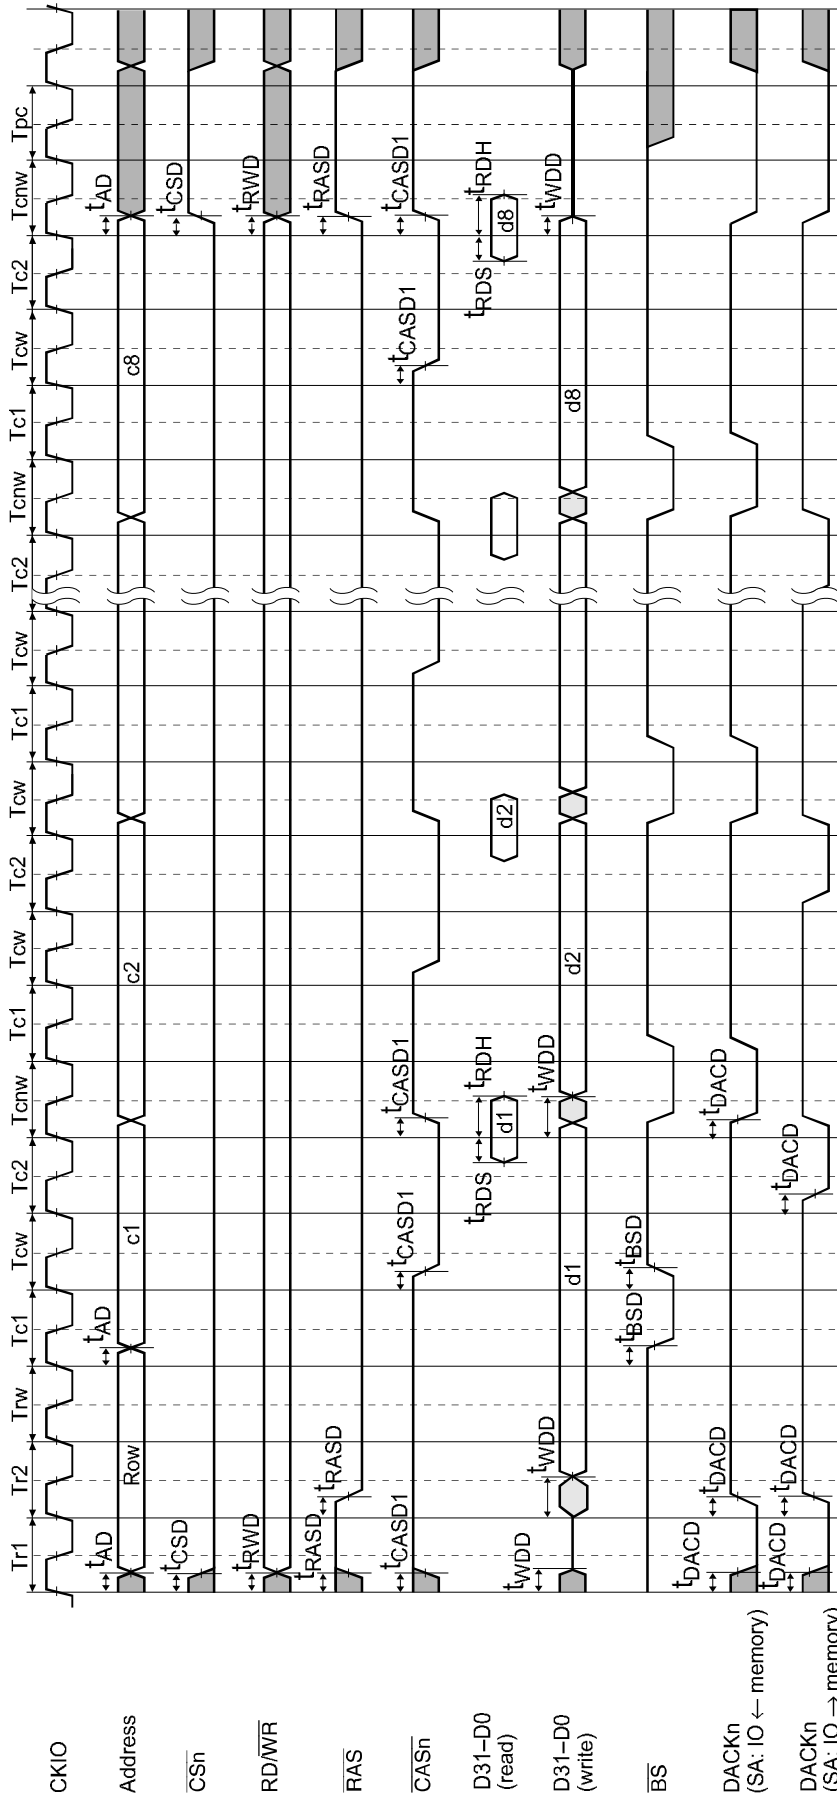 Tr1 Tr2 Trw Tc1 Tcw Tc2 Tcnw Tc1 Tcw Tc2 Tcw Tc1 Tcw Tc2 Tcnw Tc1 Tcw Tc2 Tcnw Tpc
CKIO
tAD tAD tAD
Address Row c1 c2 c8
tCSD tCSD
CSn
tRWD tRWD
RD/WR
tRASD tRASD tRASD
RAS
tCASD1 tCASD1 tCASD1 tCASD1 tCASD1
CASn
tRDS tRDH tRDS tRDH
D31–D0 d1 d2 d8
(read)
tWDD tWDD tWDD tWDD
D31–D0 d1 d2 d8
(write)
tBSD tBSD
BS
tDACD tDACD tDACD
DACKn
(SA: IO ← memory)
tDACD tDACD tDACD
DACKn
(SA: IO → memory)